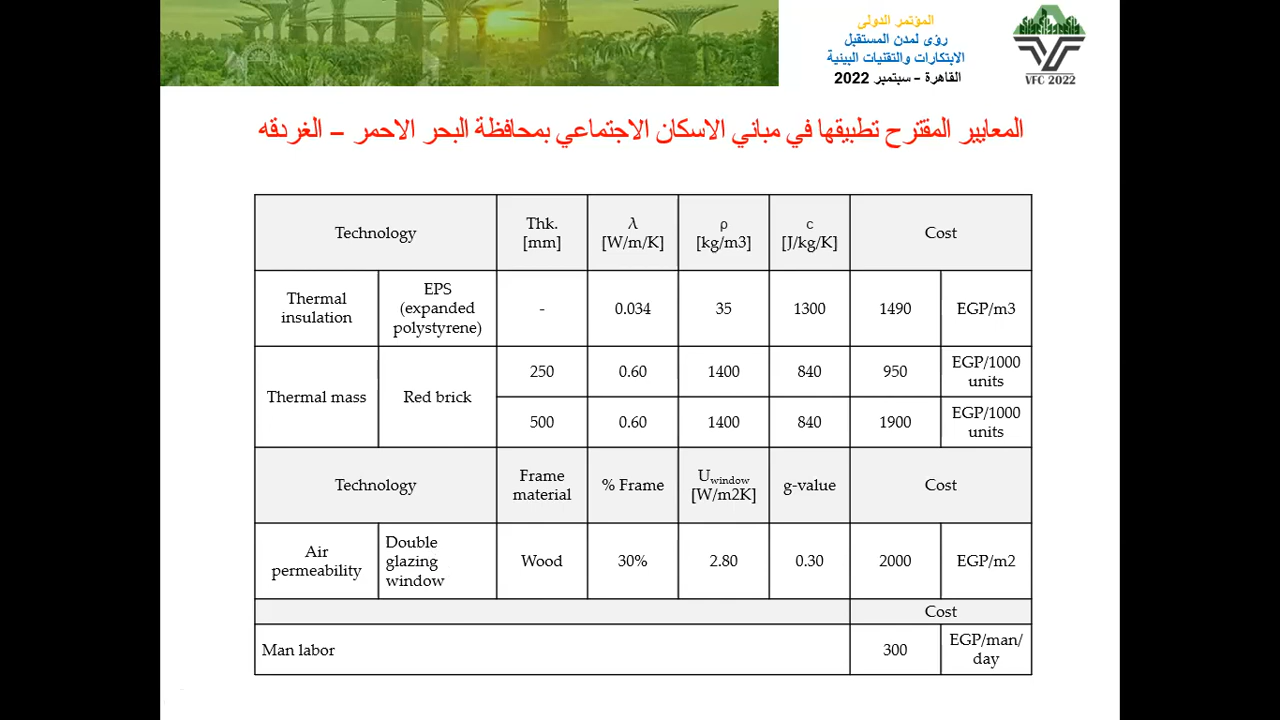 المؤتمر الدولى
رؤى لمدن المستقبل
الابتكارات والتقنيات البينية
القاهرة – سبتمبر 2022
VFC 2022
المعايير المقترح تطبيقها في مباني الاسكان الاجتماعي بمحافظة البحر الاحمر – الغردقه
Technology
Thk.
[mm]
λ
[W/m/K]
ρ
[kg/m3]
c
[J/kg/K]
Cost
Thermal
insulation
EPS
(expanded
polystyrene)
-
0.034
35
1300
1490
EGP/m3
Thermal mass
Red brick
250
0.60
1400
840
950
EGP/1000
units
500
0.60
1400
840
1900
EGP/1000
units
Technology
Frame
material
% Frame
Uwindow
[W/m2K]
g-value
Cost
Air
permeability
Double
glazing
window
Wood
30%
2.80
0.30
2000
EGP/m2
Cost
Man labor
300
EGP/man/
day